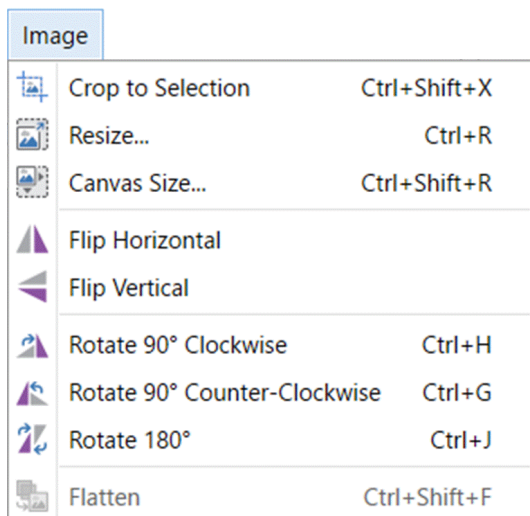 Image
Crop to Selection Ctrl+Shift+X
Resize... Ctrl+R
Canvas Size... Ctrl+Shift+R
Flip Horizontal
Flip Vertical
Rotate 90° Clockwise Ctrl+H
Rotate 90° Counter-Clockwise Ctrl+G
Rotate 180° Ctrl+J
Flatten Ctrl+Shift+F